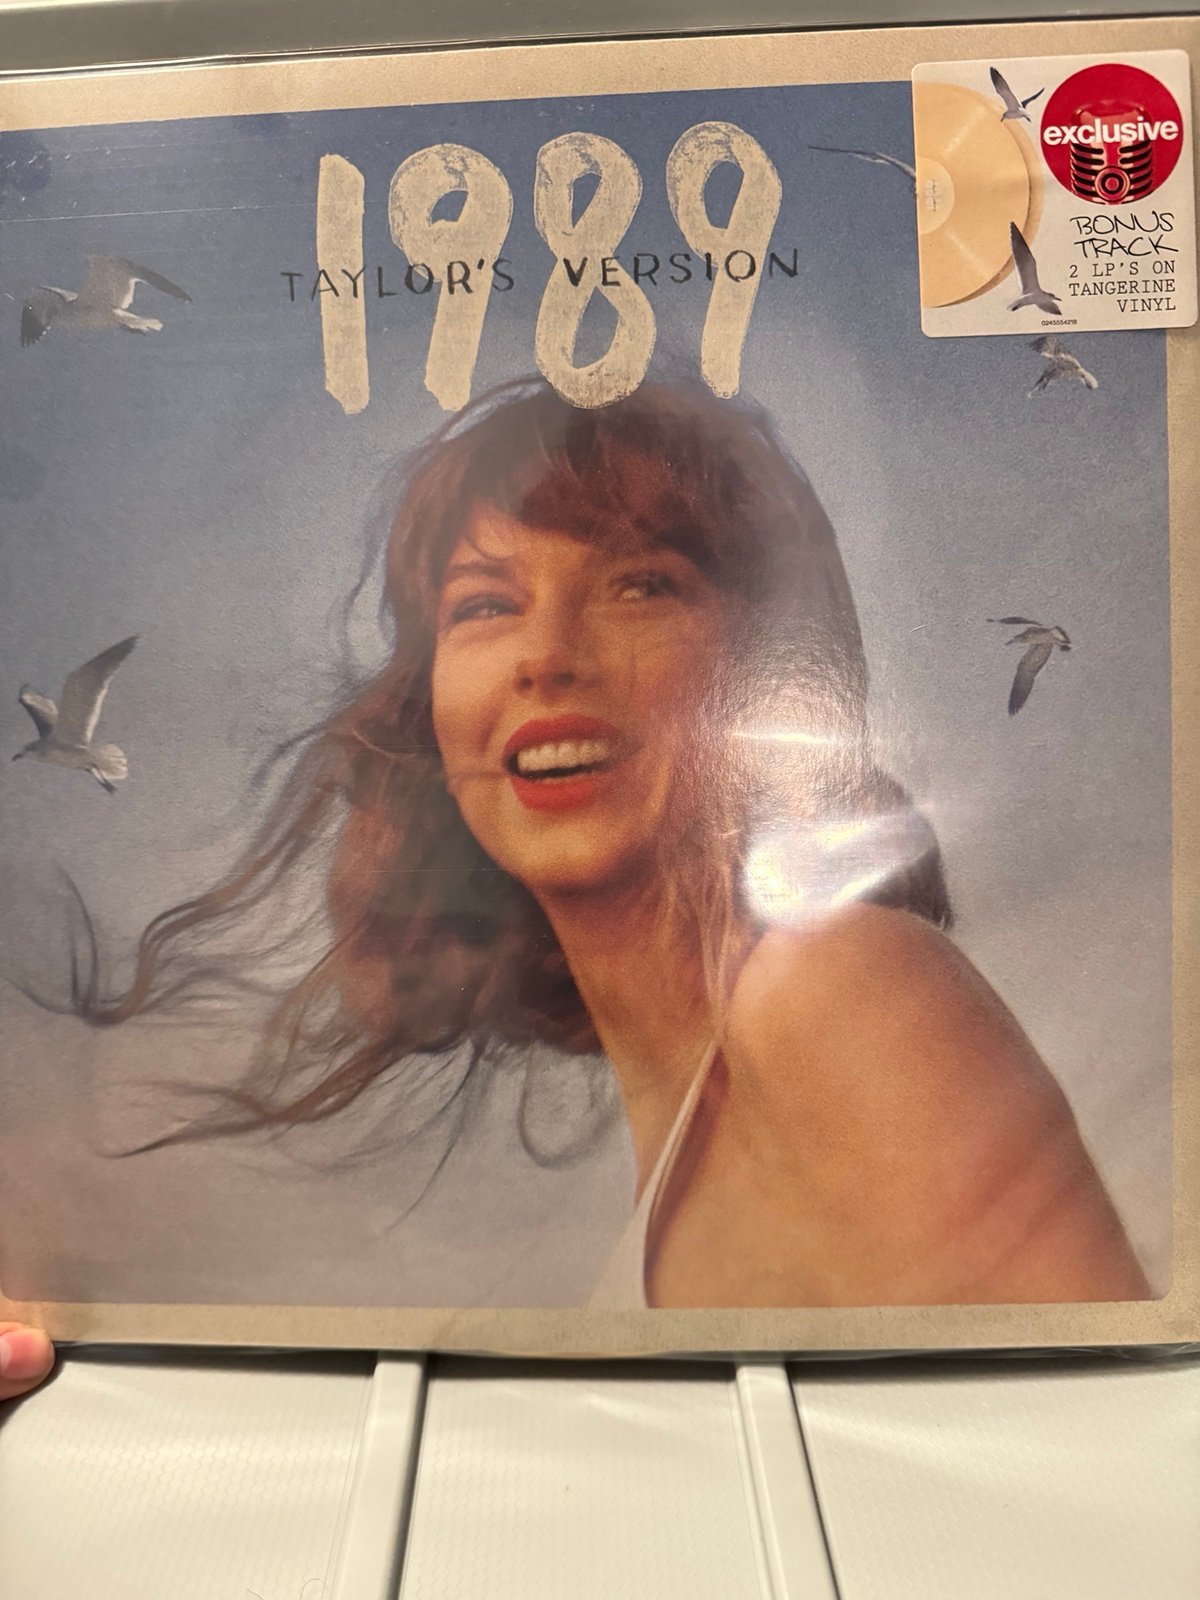 1989
TAYLOR'S VERSION
exclusive
BONUS
TRACK
2 LP'S ON
TANGERINE
VINYL